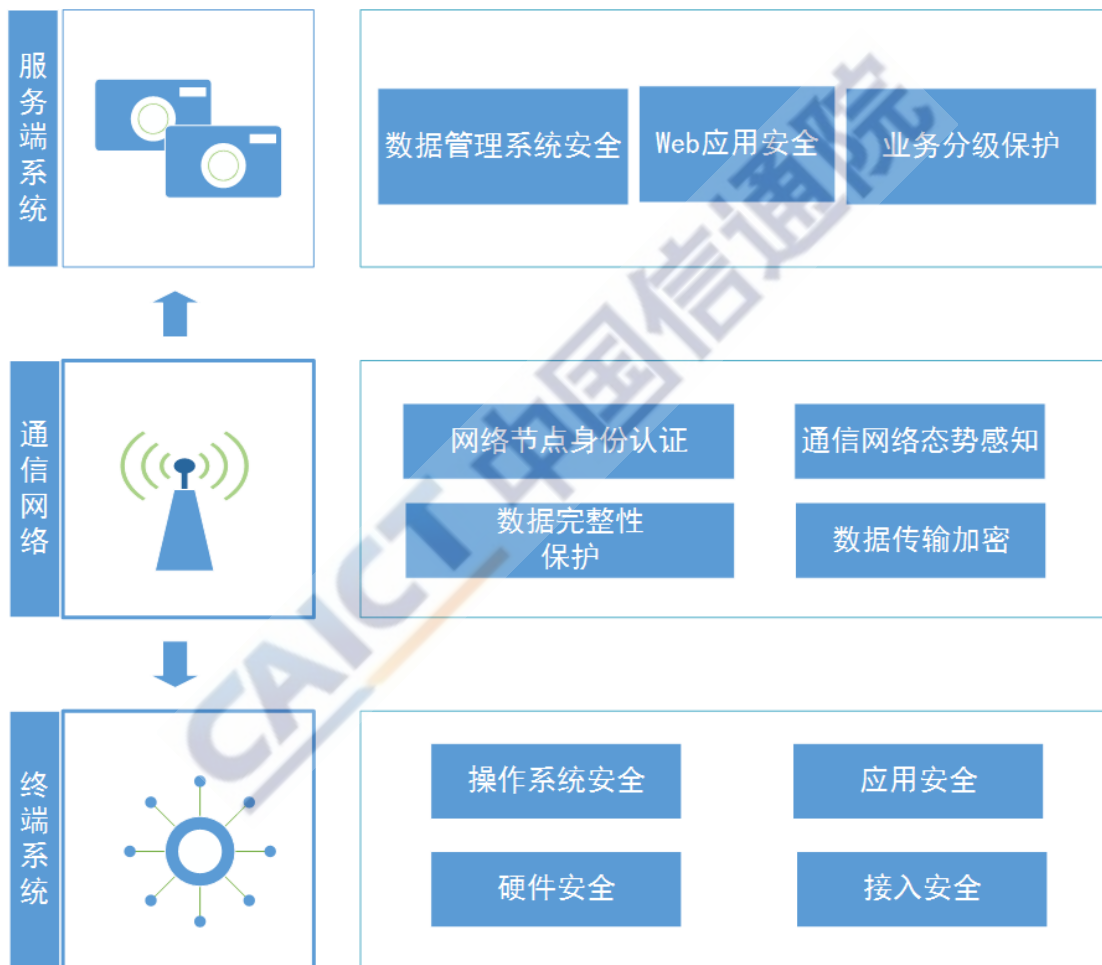 服务端系统
数据管理系统安全
Web应用安全
业务分级保护
通信网络
网络节点身份认证
通信网络态势感知
数据完整性
保护
数据传输加密
终端系统
操作系统安全
应用安全
硬件安全
接入安全
CAICT 中国信通院